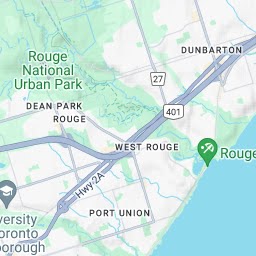 DUNBARTON
Rouge
National
Urban Park
27
DEAN PARK
ROUGE
401
WEST ROUGE
Rouge
Hwy 2A
versity
oronto
borough
PORT UNION